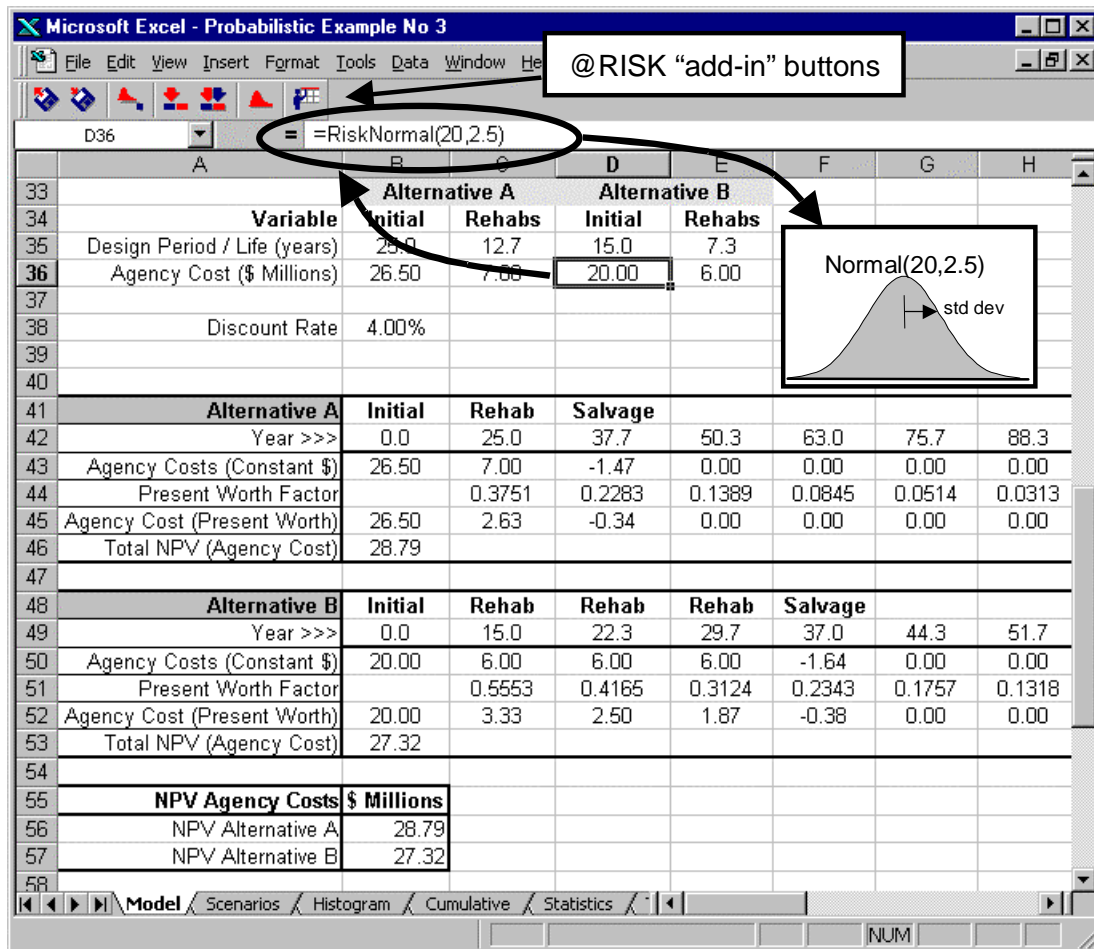 Microsoft Excel - Probabilistic Example No 3
File Edit View Insert Format Tools Data Window He
@RISK “add-in” buttons
D36 = =RiskNormal(20,2.5)
A B C D E F G H
33 Alternative A Alternative B
34 Variable Initial Rehabs Initial Rehabs
35 Design Period / Life (years) 25.0 12.7 15.0 7.3
36 Agency Cost ($ Millions) 26.50 7.00 20.00 6.00
Normal(20,2.5)
std dev
37
38 Discount Rate 4.00%
39
40
41 Alternative A Initial Rehab Salvage
42 Year >>> 0.0 25.0 37.7 50.3 63.0 75.7 88.3
43 Agency Costs (Constant $) 26.50 7.00 -1.47 0.00 0.00 0.00 0.00
44 Present Worth Factor 0.3751 0.2283 0.1389 0.0845 0.0514 0.0313
45 Agency Cost (Present Worth) 26.50 2.63 -0.34 0.00 0.00 0.00 0.00
46 Total NPV (Agency Cost) 28.79
47
48 Alternative B Initial Rehab Rehab Rehab Salvage
49 Year >>> 0.0 15.0 22.3 29.7 37.0 44.3 51.7
50 Agency Costs (Constant $) 20.00 6.00 6.00 6.00 -1.64 0.00 0.00
51 Present Worth Factor 0.5553 0.4165 0.3124 0.2343 0.1757 0.1318
52 Agency Cost (Present Worth) 20.00 3.33 2.50 1.87 -0.38 0.00 0.00
53 Total NPV (Agency Cost) 27.32
54
55 NPV Agency Costs $ Millions
56 NPV Alternative A 28.79
57 NPV Alternative B 27.32
58
Model Scenarios Histogram Cumulative Statistics
NUM